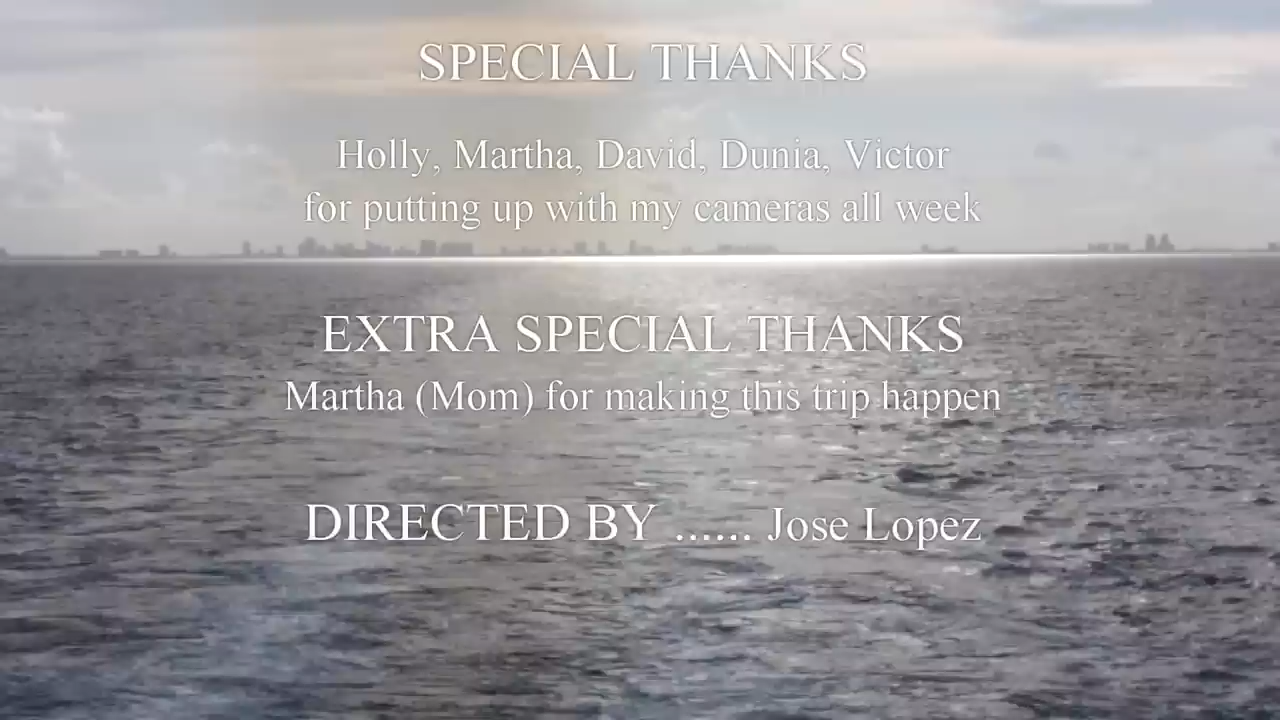 SPECIAL THANKS
Holly, Martha, David, Dunia, Victor
for putting up with my cameras all week
EXTRA SPECIAL THANKS
Martha (Mom) for making this trip happen
DIRECTED BY ...... Jose Lopez